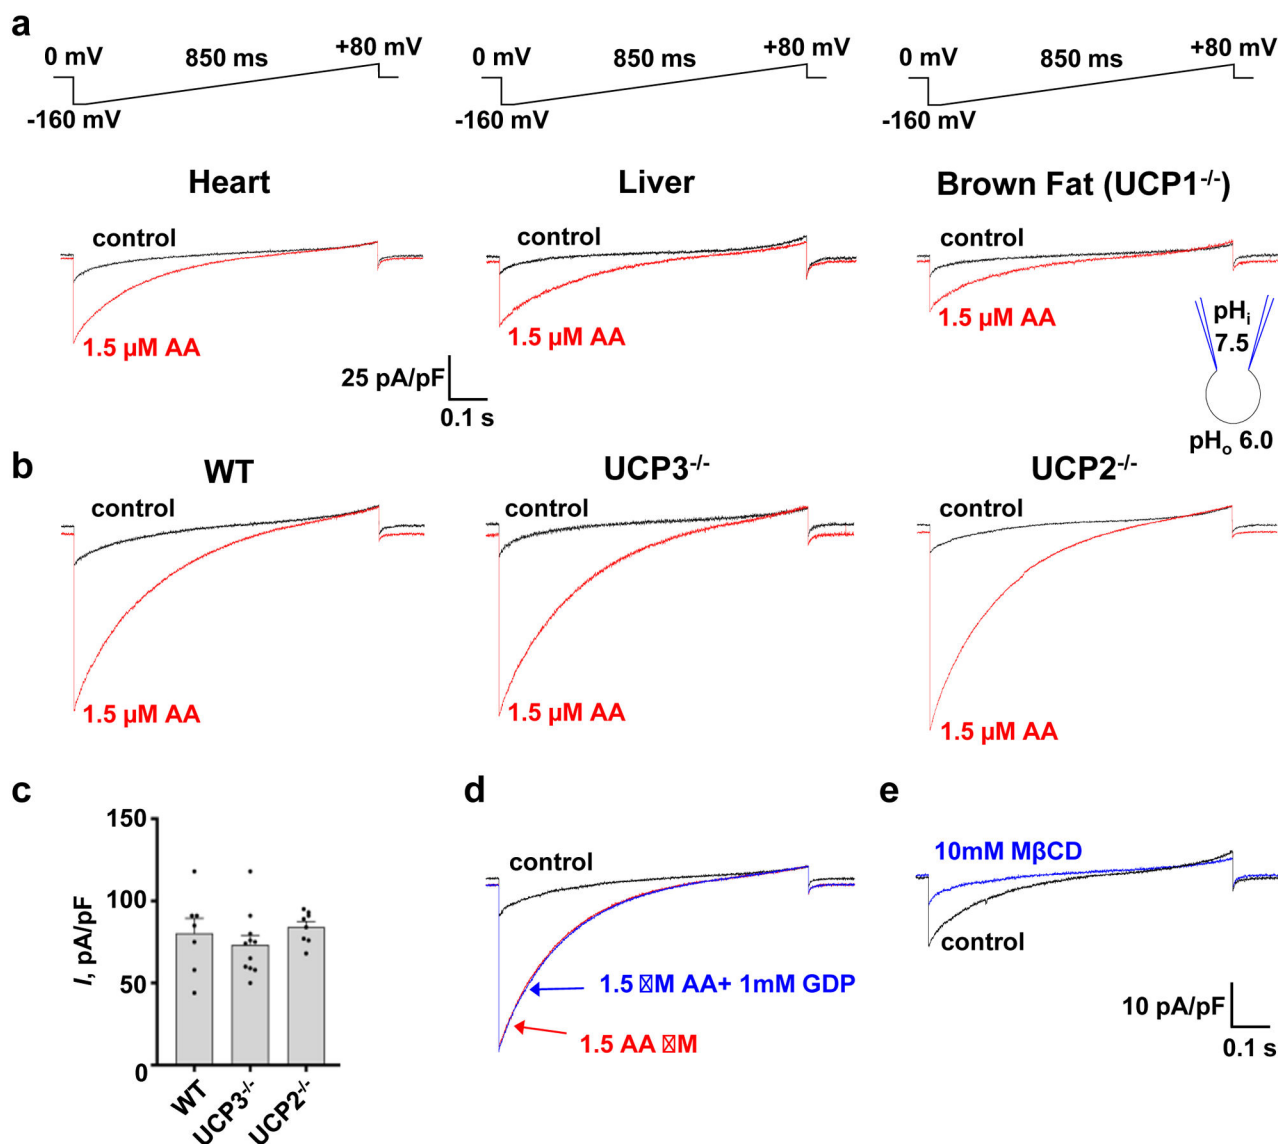 a
0 mV 850 ms +80 mV
-160 mV
0 mV 850 ms +80 mV
-160 mV
0 mV 850 ms +80 mV
-160 mV
Heart
control
1.5 µM AA
Liver
control
1.5 µM AA
Brown Fat (UCP1-/-)
control
1.5 µM AA
25 pA/pF
0.1 s
pHi
7.5
pHo 6.0
b
WT
control
1.5 µM AA
UCP3-/-
control
1.5 µM AA
UCP2-/-
control
1.5 µM AA
c
I, pA/pF
150
100
50
0
WT
UCP3-/-
UCP2-/-
d
control
1.5 □M AA+ 1mM GDP
1.5 AA □M
e
10mM MβCD
control
10 pA/pF
0.1 s